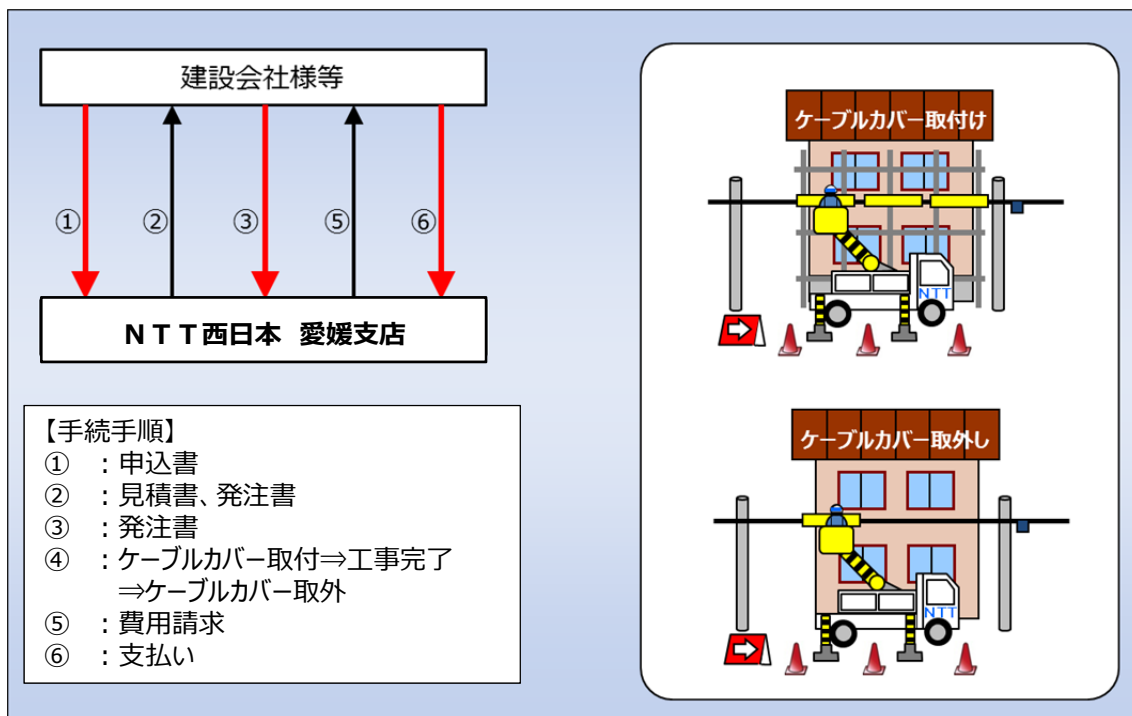 建設会社様等
①
②
③
⑤
⑥
NTT西日本 愛媛支店
【手続手順】
① :申込書
② :見積書、発注書
③ :発注書
④ :ケーブルカバー取付⇒工事完了
⇒ケーブルカバー取外
⑤ :費用請求
⑥ :支払い
ケーブルカバー取付け
NTT
ケーブルカバー取外し
NTT